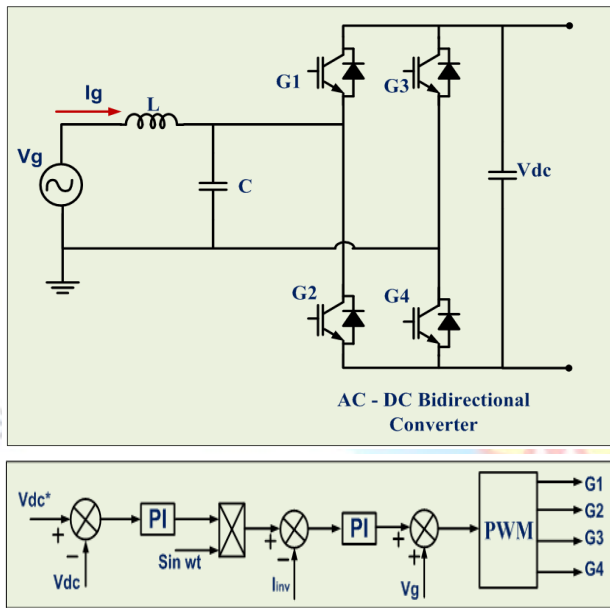 G1
G3
Ig
L
Vg
C
Vdc
G2
G4
AC - DC Bidirectional
Converter
Vdc*
+
−
Vdc
PI
Sin wt
+
−
Iinv
PI
+
+
Vg
PWM
G1
G2
G3
G4